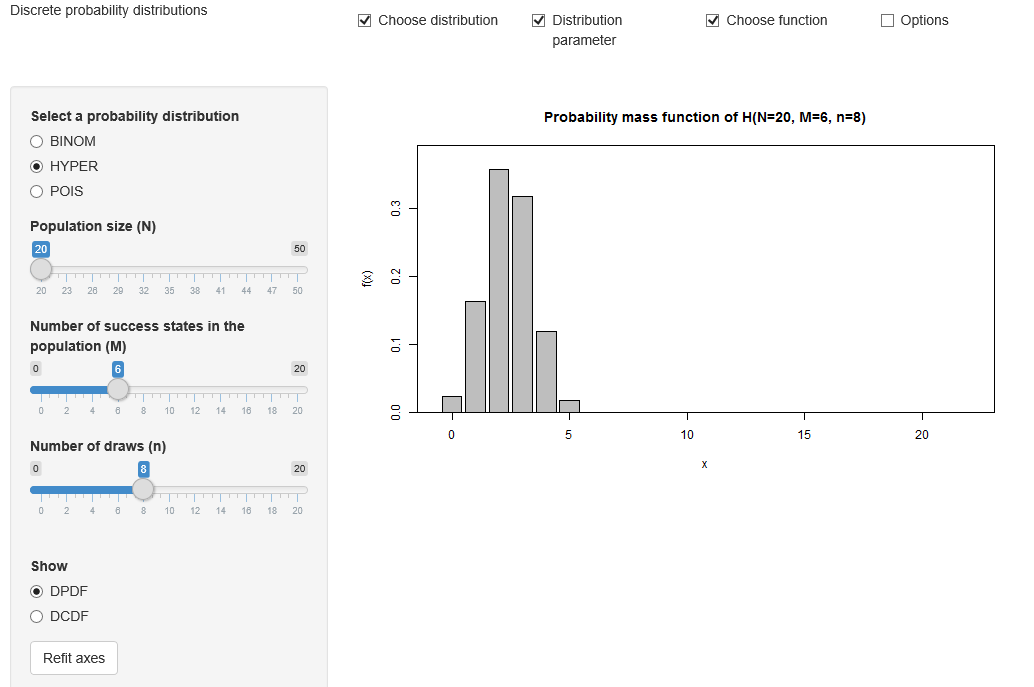 Discrete probability distributions
Choose distribution
Distribution
parameter
Choose function
Options
Select a probability distribution
BINOM
HYPER
POIS
Population size (N)
20 50
20 23 26 29 32 35 38 41 44 47 50
Number of success states in the
population (M)
0 6 20
0 2 4 6 8 10 12 14 16 18 20
Number of draws (n)
0 8 20
0 2 4 6 8 10 12 14 16 18 20
Show
DPDF
DCDF
Refit axes
Probability mass function of H(N=20, M=6, n=8)
f(x)
0.3
0.2
0.1
0.0
0 5 10 15 20
x